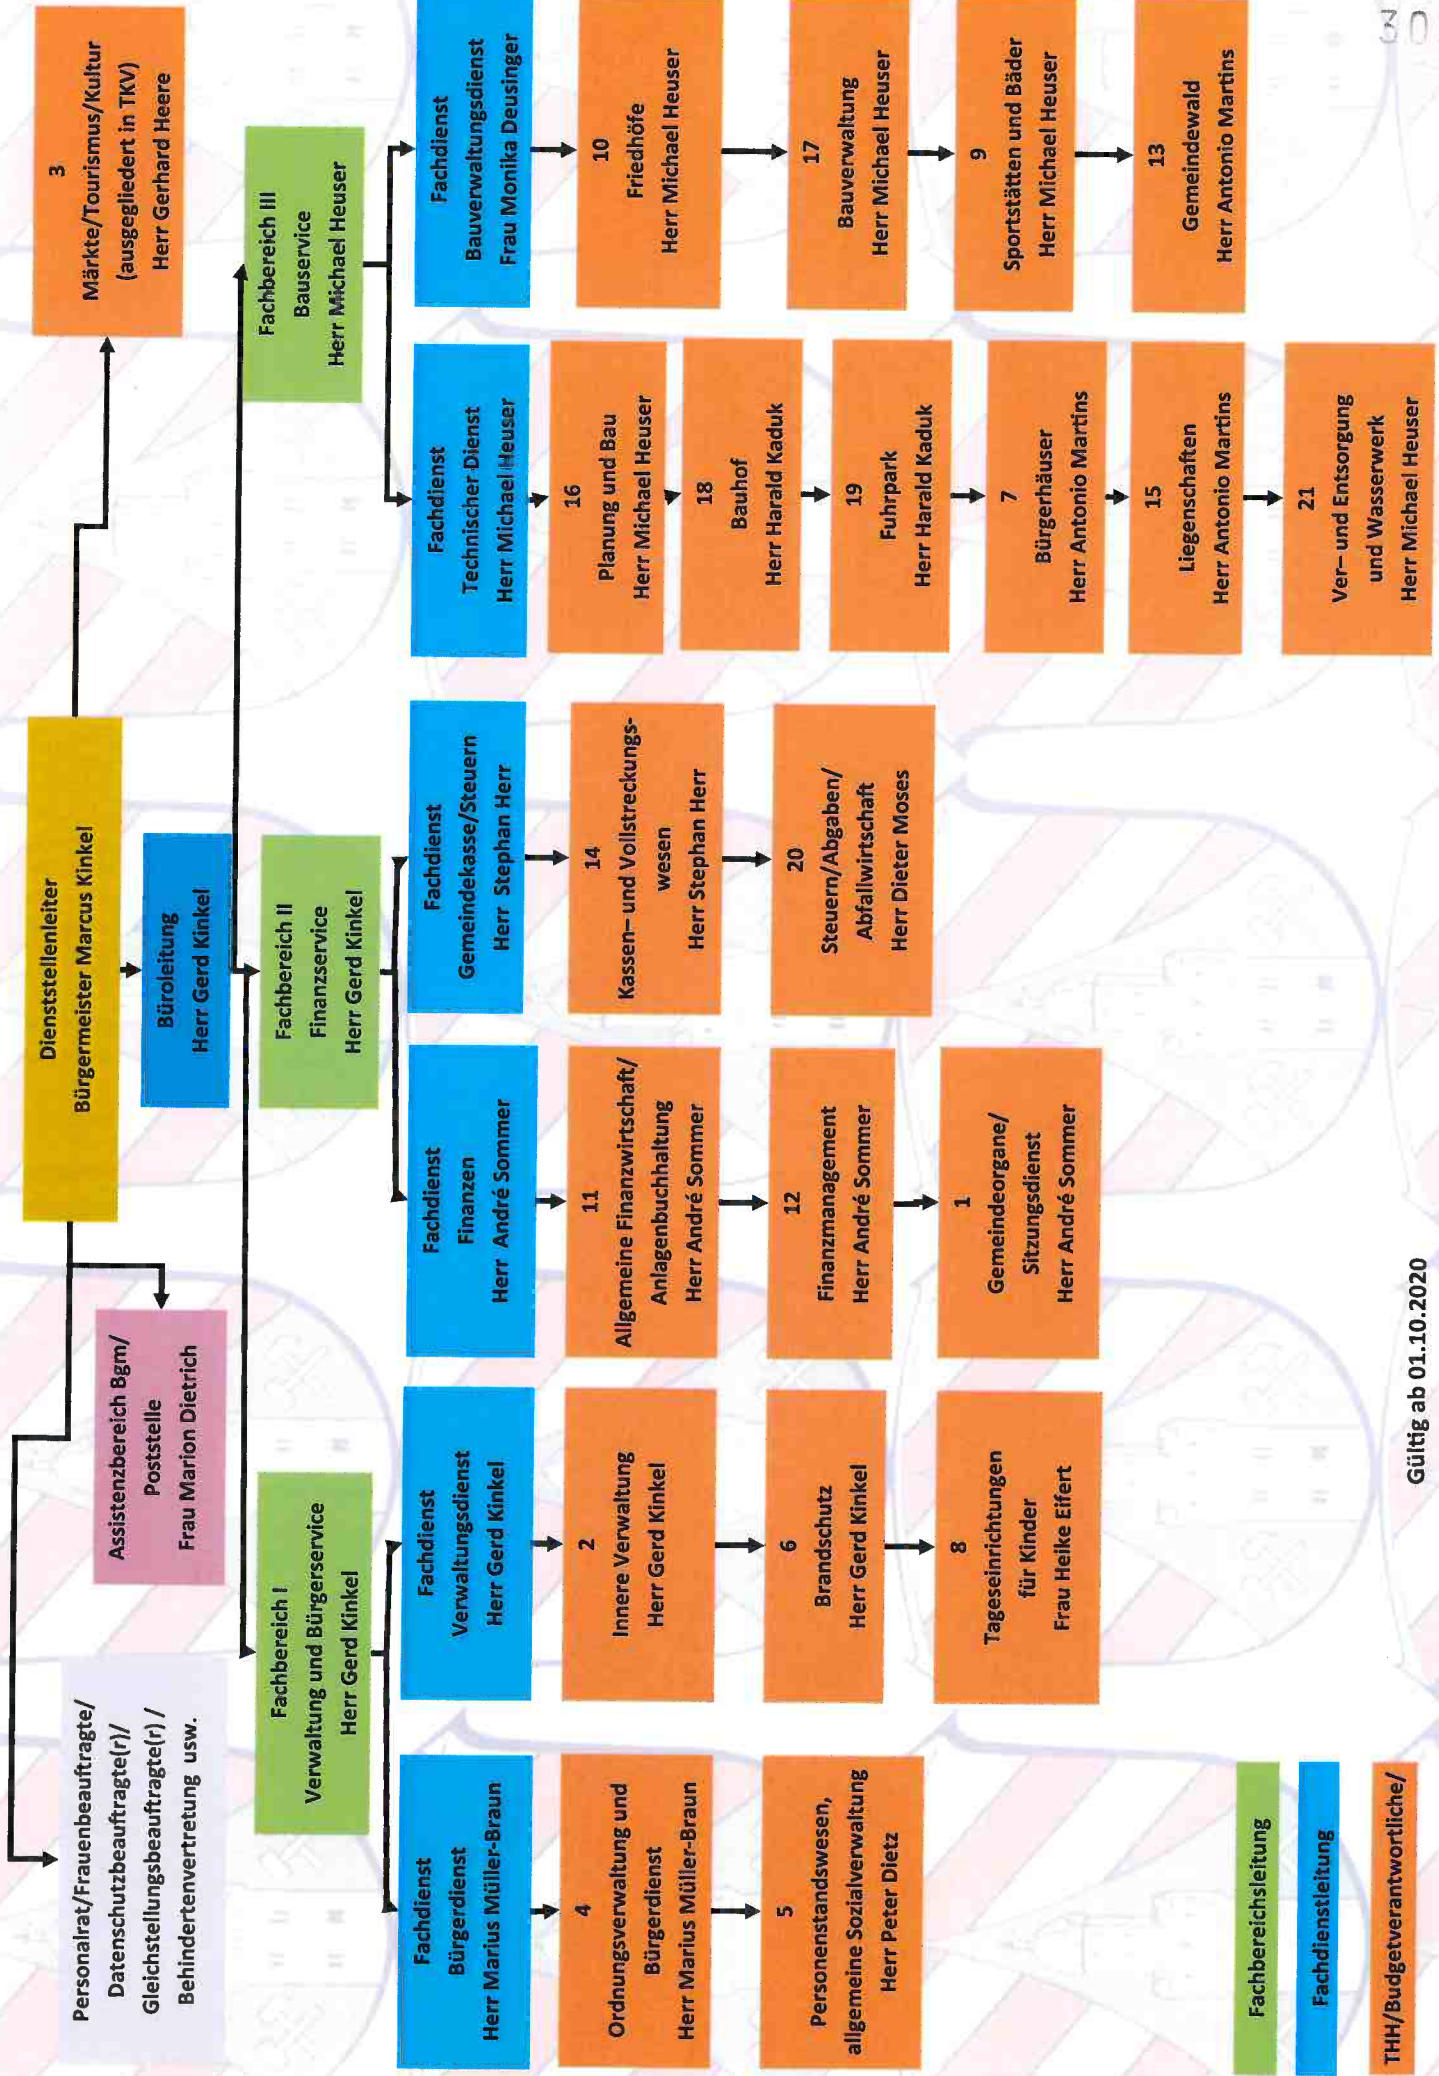 Dienststellenleiter
Bürgermeister Marcus Kinkel
3
Märkte/Tourismus/Kultur
(ausgegliedert in TKV)
Herr Gerhard Heere
Personalrat/Frauenbeauftragte/
Datenschutzbeauftragte(r)/
Gleichstellungsbeauftragte(r) /
Behindertenvertretung usw.
Assistenzbereich Bgm/
Poststelle
Frau Marion Dietrich
Büroleitung
Herr Gerd Kinkel
Fachbereich I
Verwaltung und Bürgerservice
Herr Gerd Kinkel
Fachbereich II
Finanzservice
Herr Gerd Kinkel
Fachbereich III
Bauservice
Herr Michael Heuser
Fachdienst
Bürgerdienst
Herr Marius Müller-Braun
4
Ordnungsverwaltung und
Bürgerdienst
Herr Marius Müller-Braun
5
Personenstandswesen,
allgemeine Sozialverwaltung
Herr Peter Dietz
Fachdienst
Verwaltungsdienst
Herr Gerd Kinkel
2
Innere Verwaltung
Herr Gerd Kinkel
6
Brandschutz
Herr Gerd Kinkel
8
Tageseinrichtungen
für Kinder
Frau Heike Eifert
Fachdienst
Finanzen
Herr André Sommer
11
Allgemeine Finanzwirtschaft/
Anlagenbuchhaltung
Herr André Sommer
12
Finanzmanagement
Herr André Sommer
1
Gemeindeorgane/
Sitzungsdienst
Herr André Sommer
Fachdienst
Gemeindekasse/Steuern
Herr Stephan Herr
14
Kassen– und Vollstreckungs-
wesen
Herr Stephan Herr
20
Steuern/Abgaben/
Abfallwirtschaft
Herr Dieter Moses
Fachdienst
Technischer Dienst
Herr Michael Heuser
16
Planung und Bau
Herr Michael Heuser
18
Bauhof
Herr Harald Kaduk
19
Fuhrpark
Herr Harald Kaduk
7
Bürgerhäuser
Herr Antonio Martins
15
Liegenschaften
Herr Antonio Martins
21
Ver– und Entsorgung
und Wasserwerk
Herr Michael Heuser
Fachdienst
Bauverwaltungsdienst
Frau Monika Deusinger
10
Friedhöfe
Herr Michael Heuser
17
Bauverwaltung
Herr Michael Heuser
9
Sportstätten und Bäder
Herr Michael Heuser
13
Gemeindewald
Herr Antonio Martins
Fachbereichsleitung
Fachdienstleitung
THH/Budgetverantwortliche/
Gültig ab 01.10.2020
30